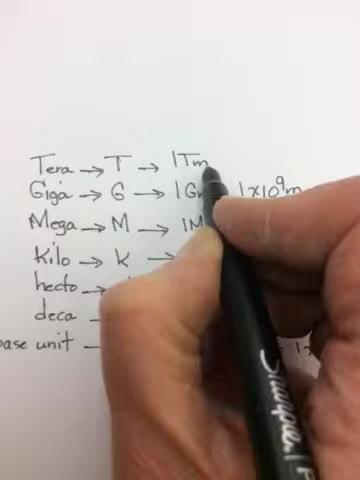 Tera → T → 1Tm
Giga → G → 1G 1x10⁹m
Mega → M → 1M
Kilo → K →
hecto →
deca
base unit
Sharpie